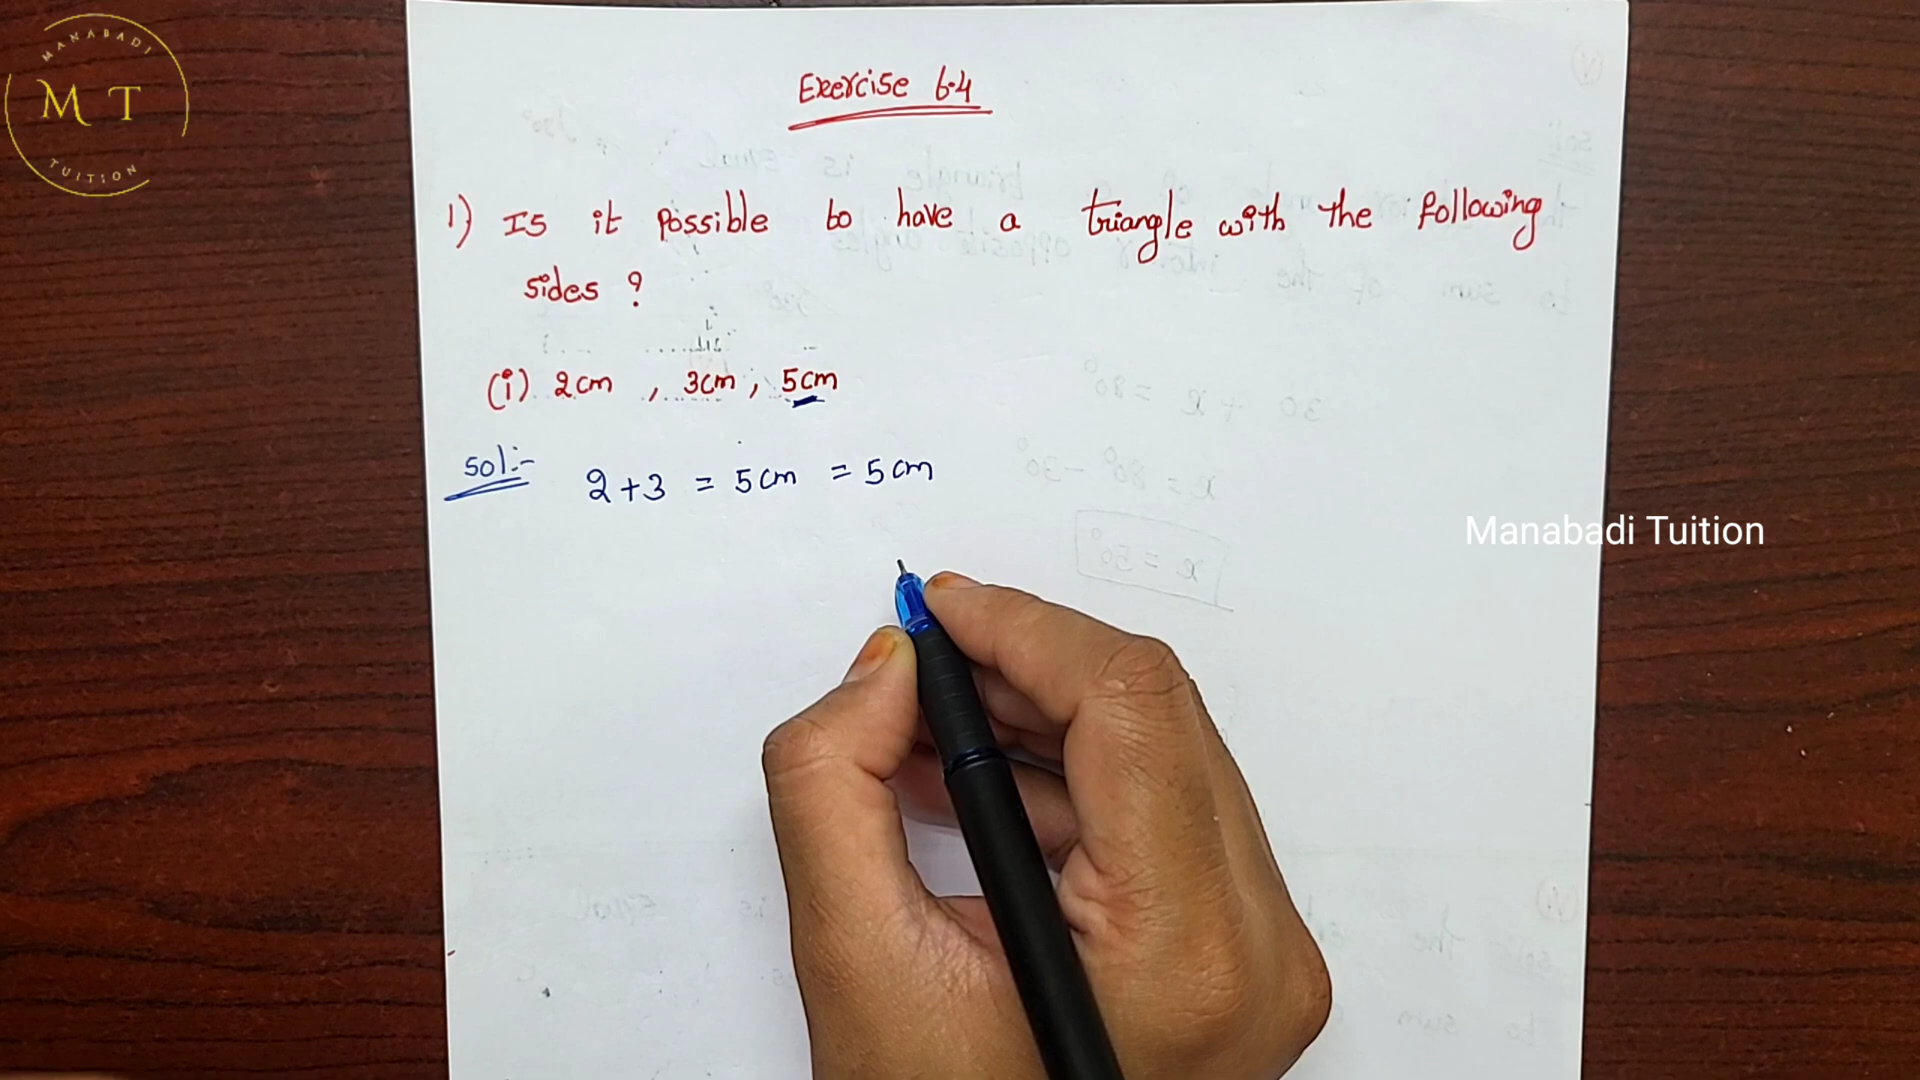 MANABADI
M T
TUITION
Exercise 6.4
1) Is it possible to have a triangle with the following
sides ?
(i) 2cm , 3cm, 5cm
Sol:-
2+3 = 5cm = 5cm
Manabadi Tuition